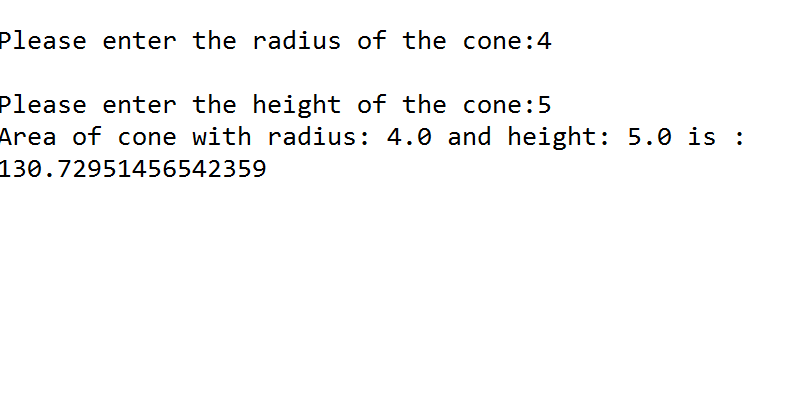 Please enter the radius of the cone:4
Please enter the height of the cone:5
Area of cone with radius: 4.0 and height: 5.0 is :
130.72951456542359